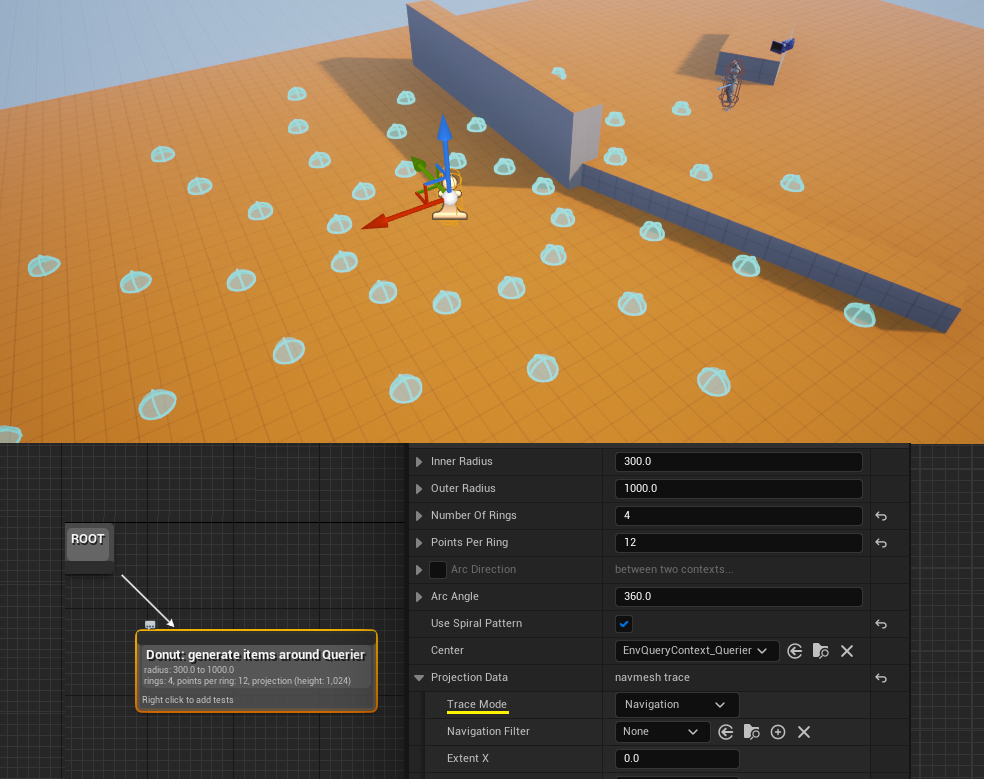 Inner Radius 300.0
Outer Radius 1000.0
Number Of Rings 4
Points Per Ring 12
Arc Direction between two contexts...
Arc Angle 360.0
Use Spiral Pattern
Center EnvQueryContext_Querier
Projection Data navmesh trace
Trace Mode Navigation
Navigation Filter None
Extent X 0.0
ROOT
Donut: generate items around Querier
radius: 300.0 to 1000.0
rings: 4, points per ring: 12, projection (height: 1,024)
Right click to add tests